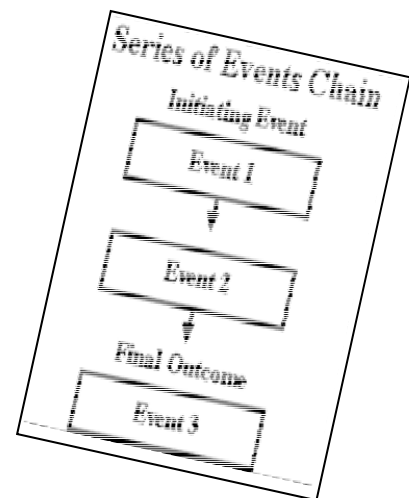 Series of Events Chain
Initiating Event
Event 1
Event 2
Final Outcome
Event 3